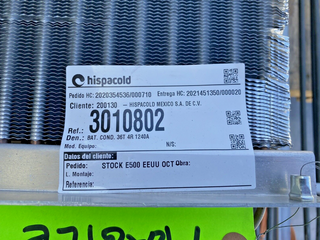 hispacold
Pedido HC: 2020354536/000710 Entrega HC: 2021451350/000020
Cliente: 200130 - HISPACOLD MEXICO S.A. DE C.V.
Ref.: 3010802
Den.: BAT. COND. 36T 4R 1240A
Mod. Equipo: N/S:
Datos del cliente:
Pedido: STOCK E500 EEUU OCT Obra:
L. Montaje:
Referencia: